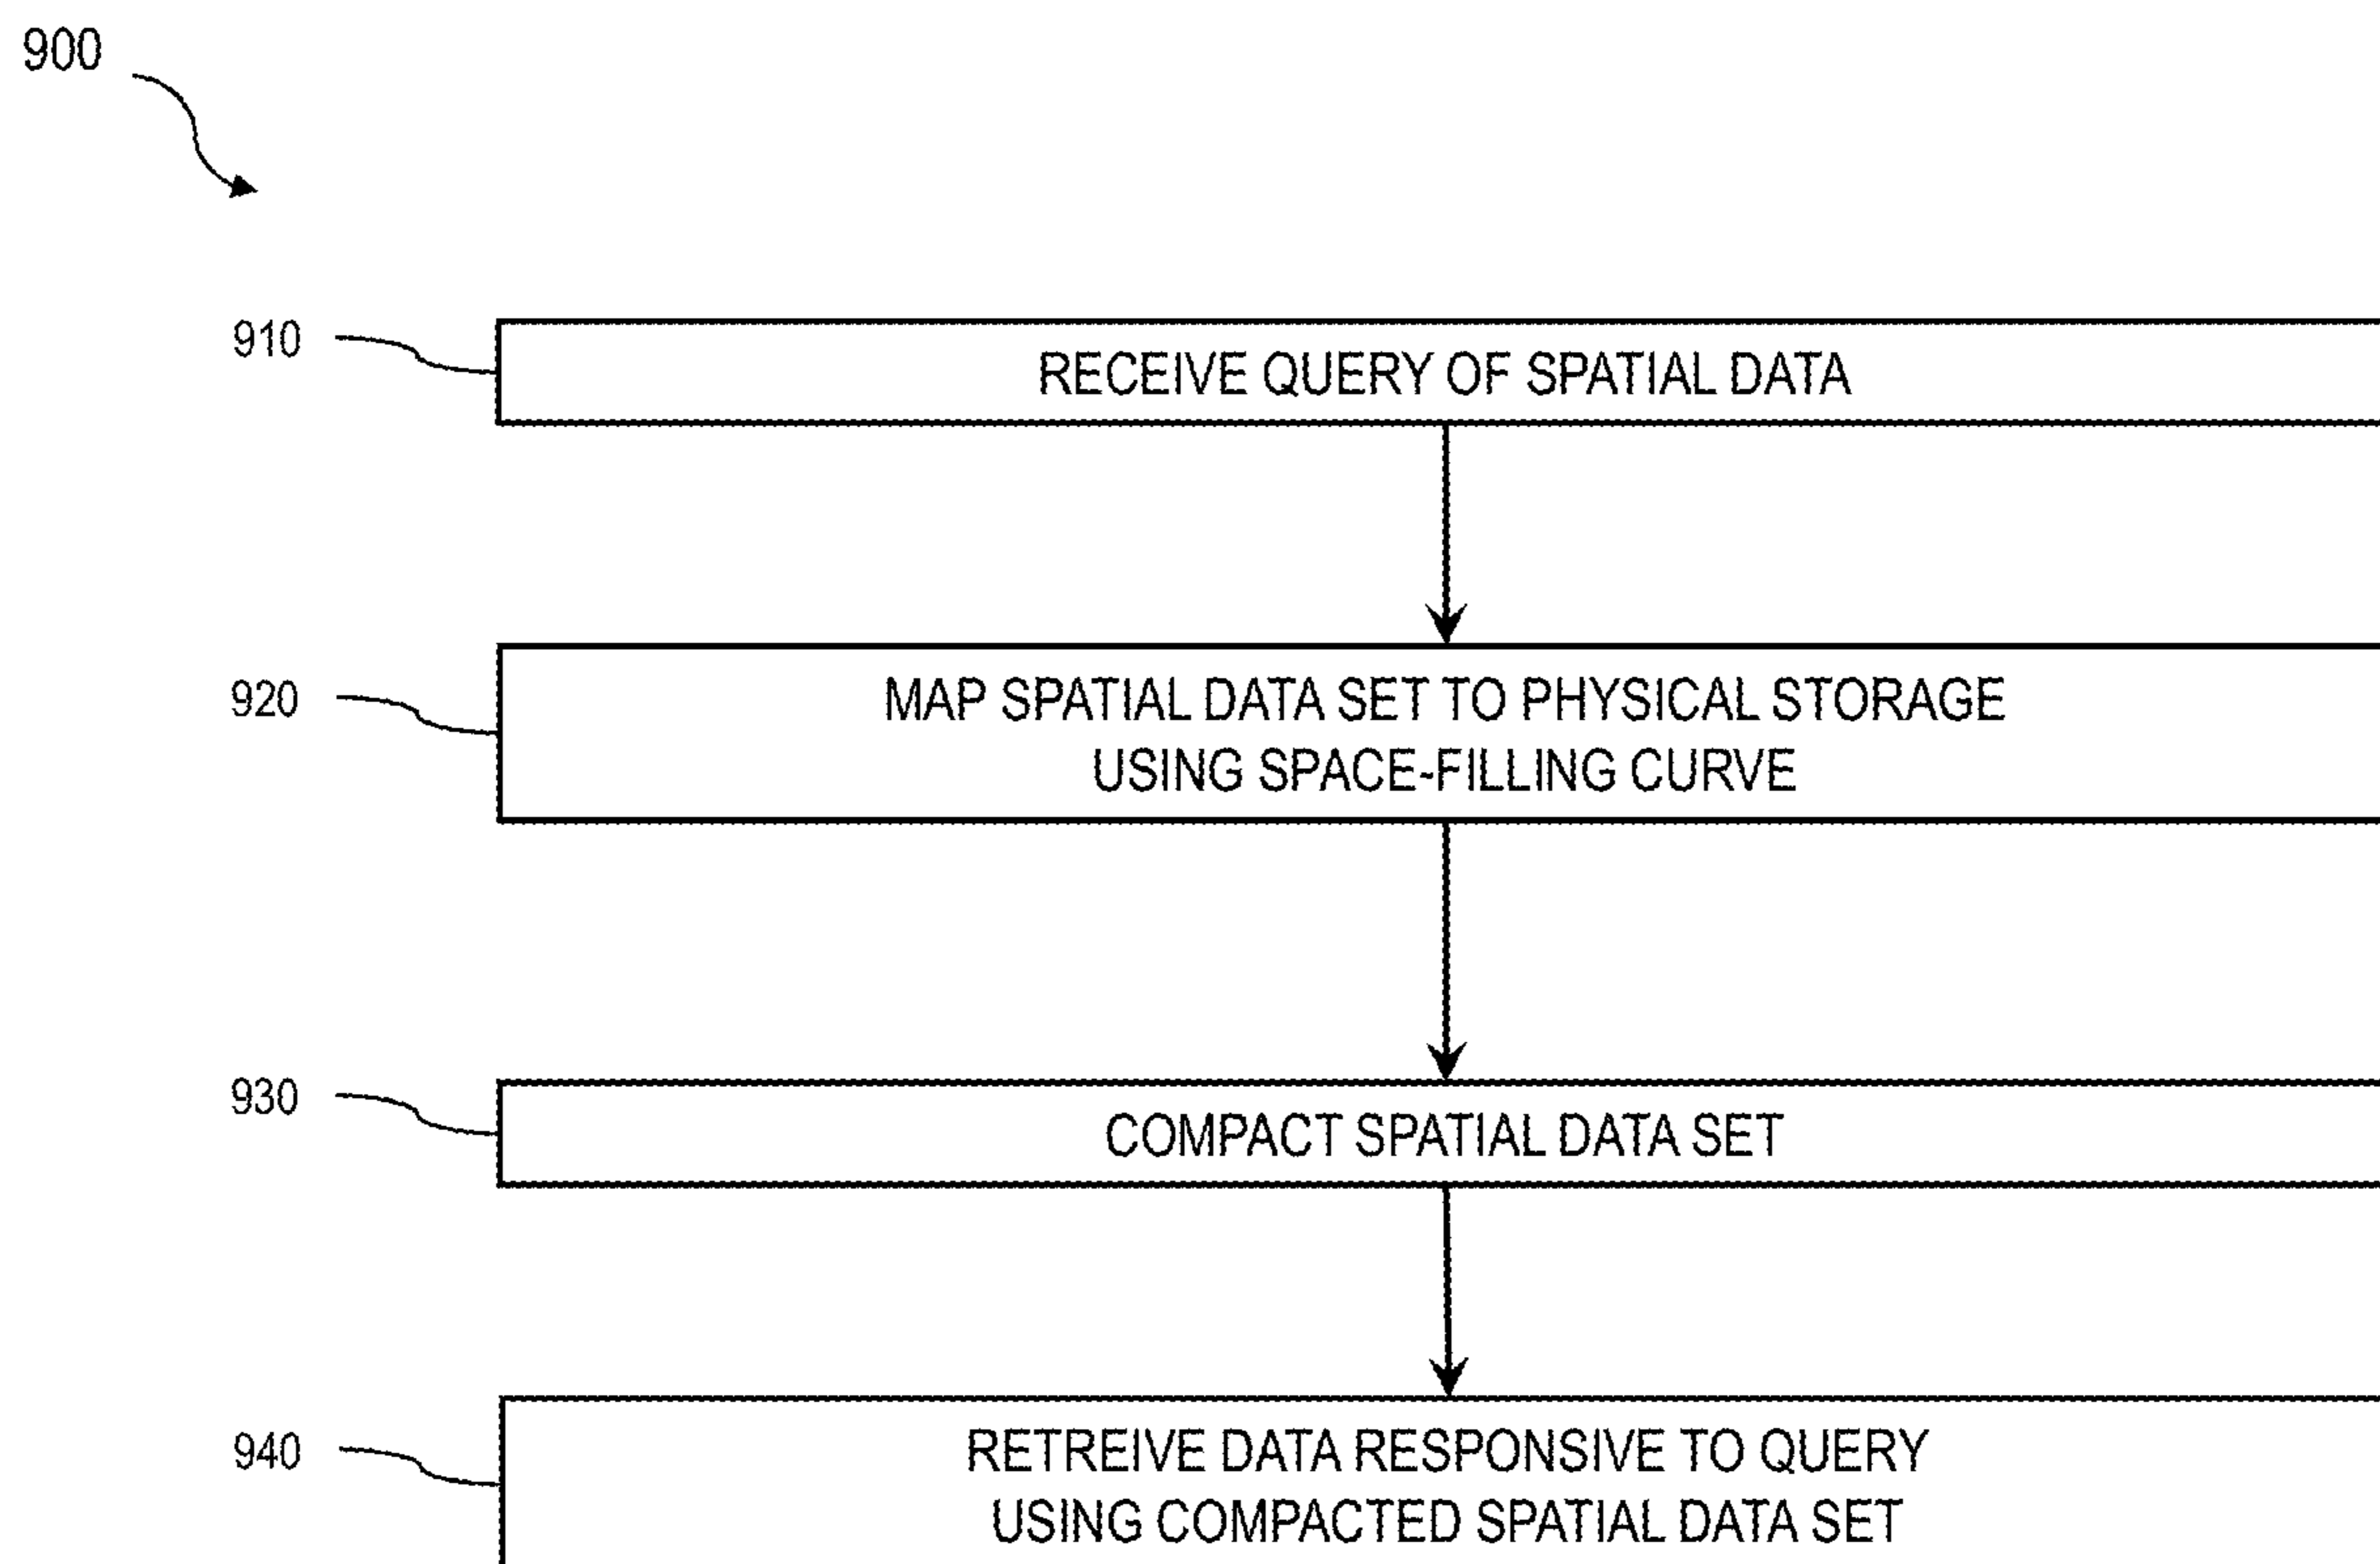 900
910
RECEIVE QUERY OF SPATIAL DATA
920
MAP SPATIAL DATA SET TO PHYSICAL STORAGE
USING SPACE-FILLING CURVE
930
COMPACT SPATIAL DATA SET
940
RETREIVE DATA RESPONSIVE TO QUERY
USING COMPACTED SPATIAL DATA SET